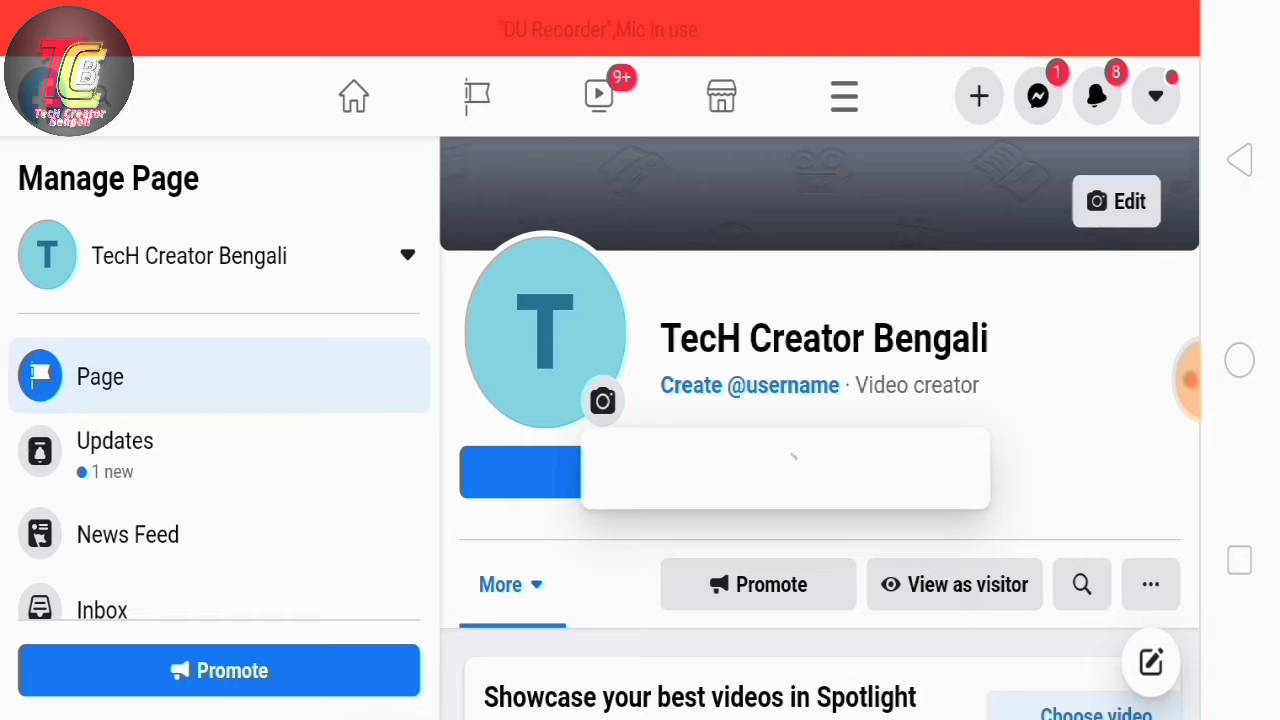 "DU Recorder",Mic in use
TCB
TecH Creator
Bengali
9+
1
8
Manage Page
T
TecH Creator Bengali
Page
Updates
1 new
News Feed
Inbox
Promote
Edit
T
TecH Creator Bengali
Create @username · Video creator
More
Promote
View as visitor
Showcase your best videos in Spotlight
Choose video